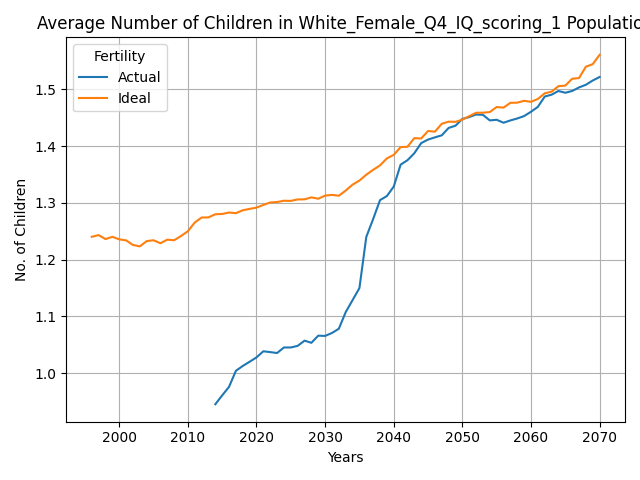 Average Number of Children in White_Female_Q4_IQ_scoring_1 Populatio
Fertility
Actual
Ideal
No. of Children
1.5
1.4
1.3
1.2
1.1
1.0
2000 2010 2020 2030 2040 2050 2060 2070
Years